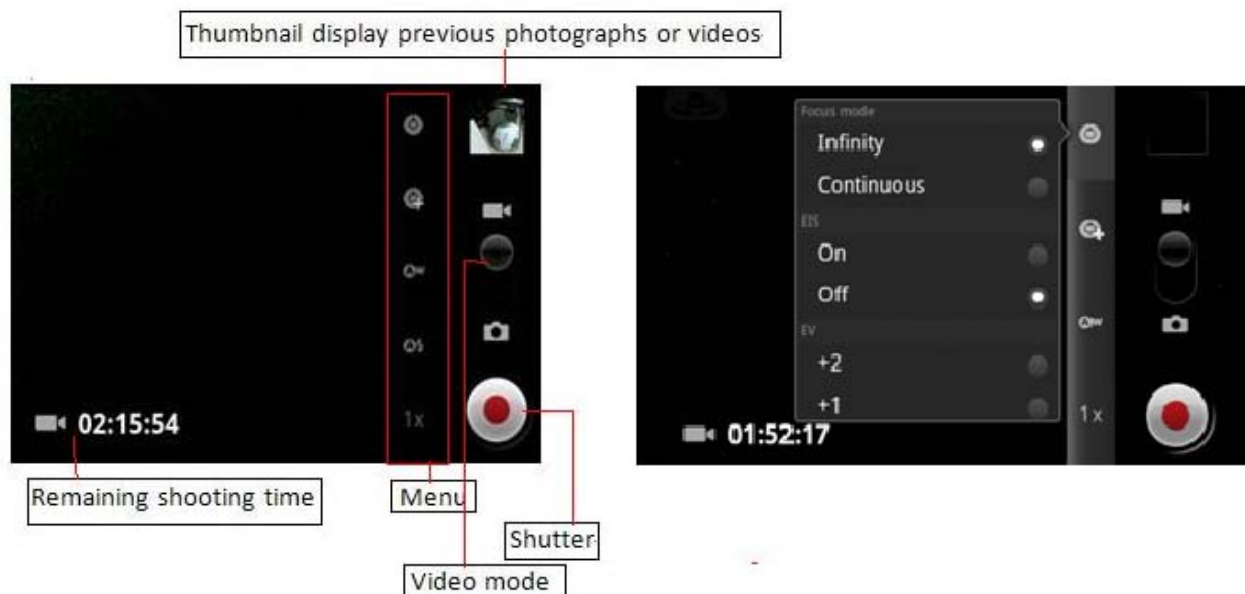 Thumbnail display previous photographs or videos
02:15:54
1x
Remaining shooting time
Menu
Shutter
Video mode
Focus mode
Infinity
Continuous
EIS
On
Off
EV
+2
+1
01:52:17
1x